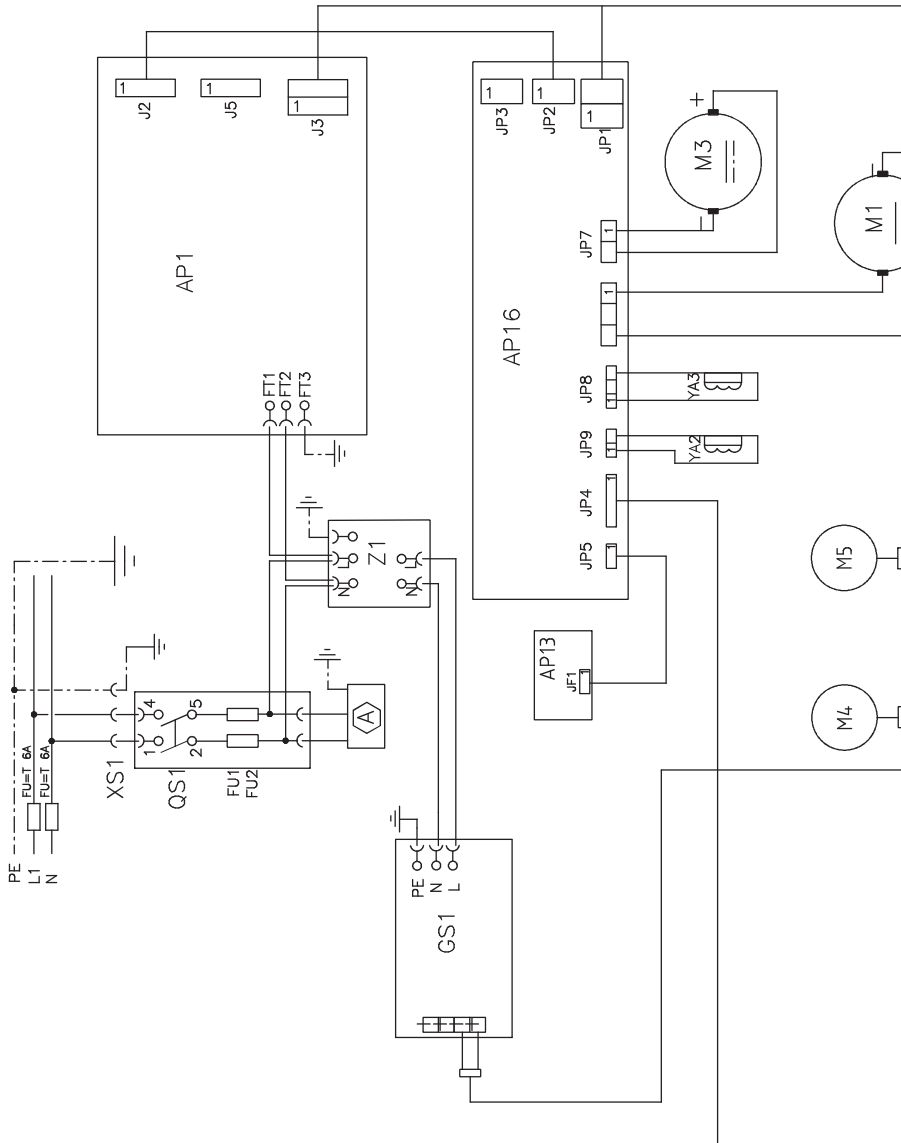 PE
L1
N
FU=T 6A
FU=T 6A
XS1
QS1
1
4
2
5
FU1
FU2
A
AP1
J2
1
J5
1
J3
1
FT1
FT2
FT3
Z1
N
L
N
L
GS1
PE
N
L
AP16
JP3
1
JP2
1
JP1
1
JP7
1
1
JP8
1
JP9
1
JP4
1
JP5
1
AP13
JF1
1
YA3
YA2
M3
+
M1
M5
M4